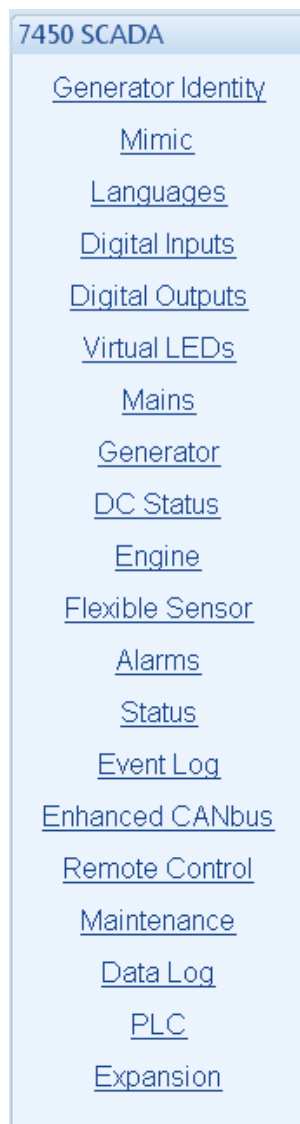 7450 SCADA
Generator Identity
Mimic
Languages
Digital Inputs
Digital Outputs
Virtual LEDs
Mains
Generator
DC Status
Engine
Flexible Sensor
Alarms
Status
Event Log
Enhanced CANbus
Remote Control
Maintenance
Data Log
PLC
Expansion